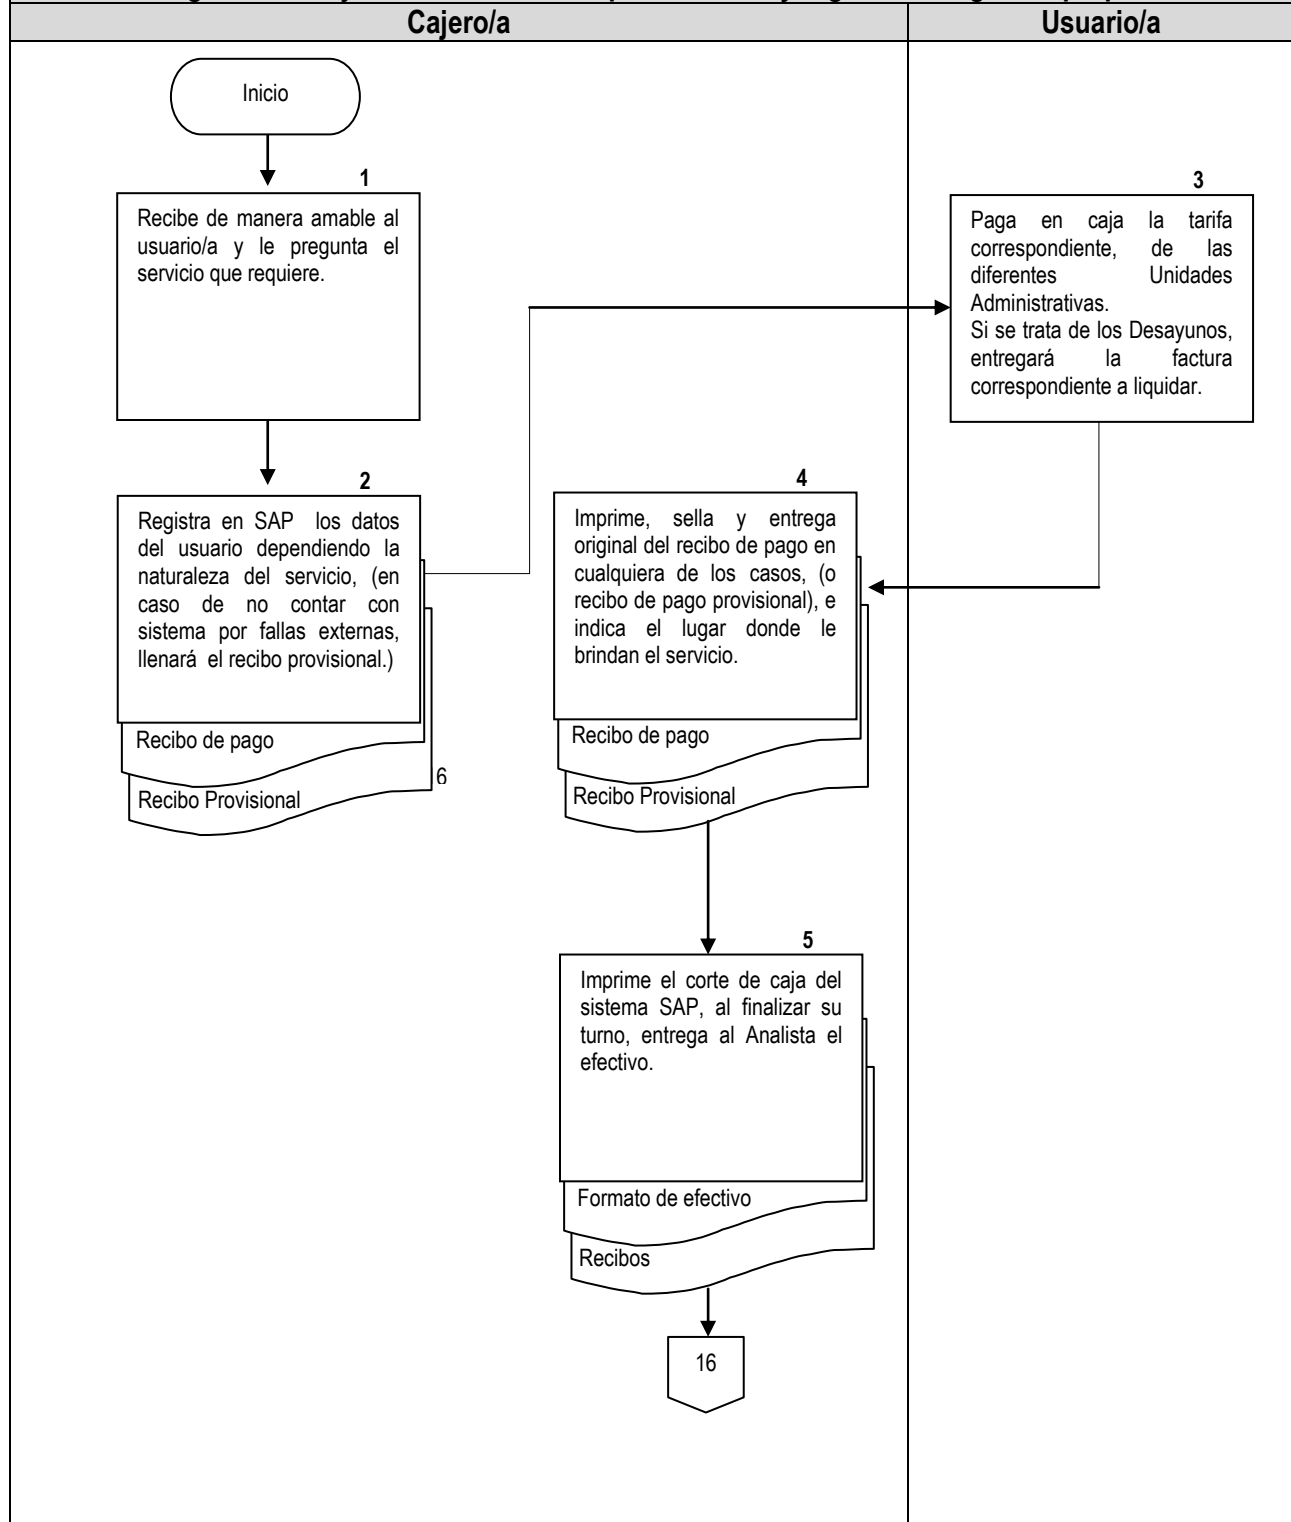 Cajero/a
Usuario/a
Inicio
1
Recibe de manera amable al
usuario/a y le pregunta el
servicio que requiere.
3
Paga en caja la tarifa
correspondiente, de las
diferentes Unidades
Administrativas.
Si se trata de los Desayunos,
entregará la factura
correspondiente a liquidar.
2
Registra en SAP los datos
del usuario dependiendo la
naturaleza del servicio, (en
caso de no contar con
sistema por fallas externas,
llenará el recibo provisional.)
Recibo de pago
6
Recibo Provisional
4
Imprime, sella y entrega
original del recibo de pago en
cualquiera de los casos, (o
recibo de pago provisional), e
indica el lugar donde le
brindan el servicio.
Recibo de pago
Recibo Provisional
5
Imprime el corte de caja del
sistema SAP, al finalizar su
turno, entrega al Analista el
efectivo.
Formato de efectivo
Recibos
16